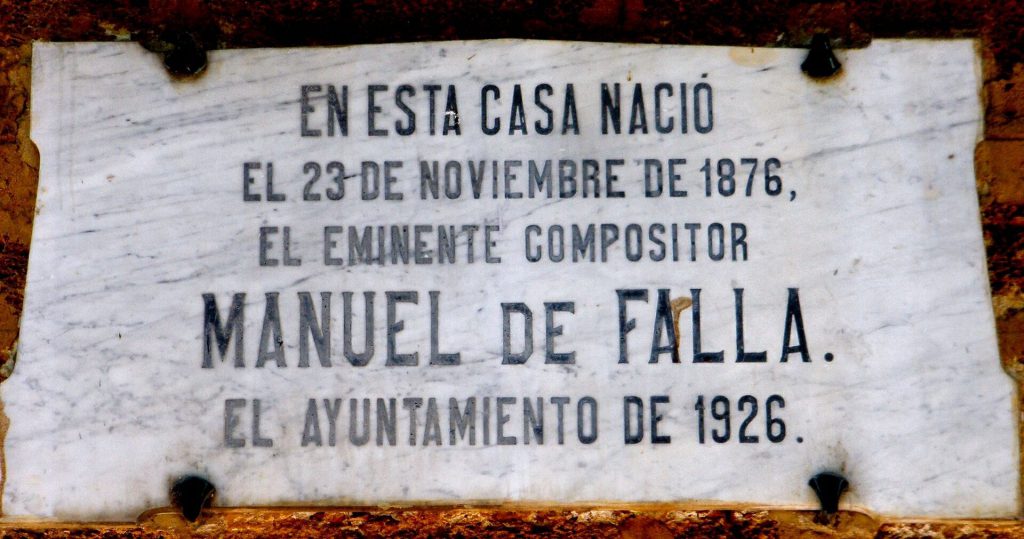 EN ESTA CASA NACIÓ
EL 23 DE NOVIEMBRE DE 1876,
EL EMINENTE COMPOSITOR
MANUEL DE FALLA.
EL AYUNTAMIENTO DE 1926.